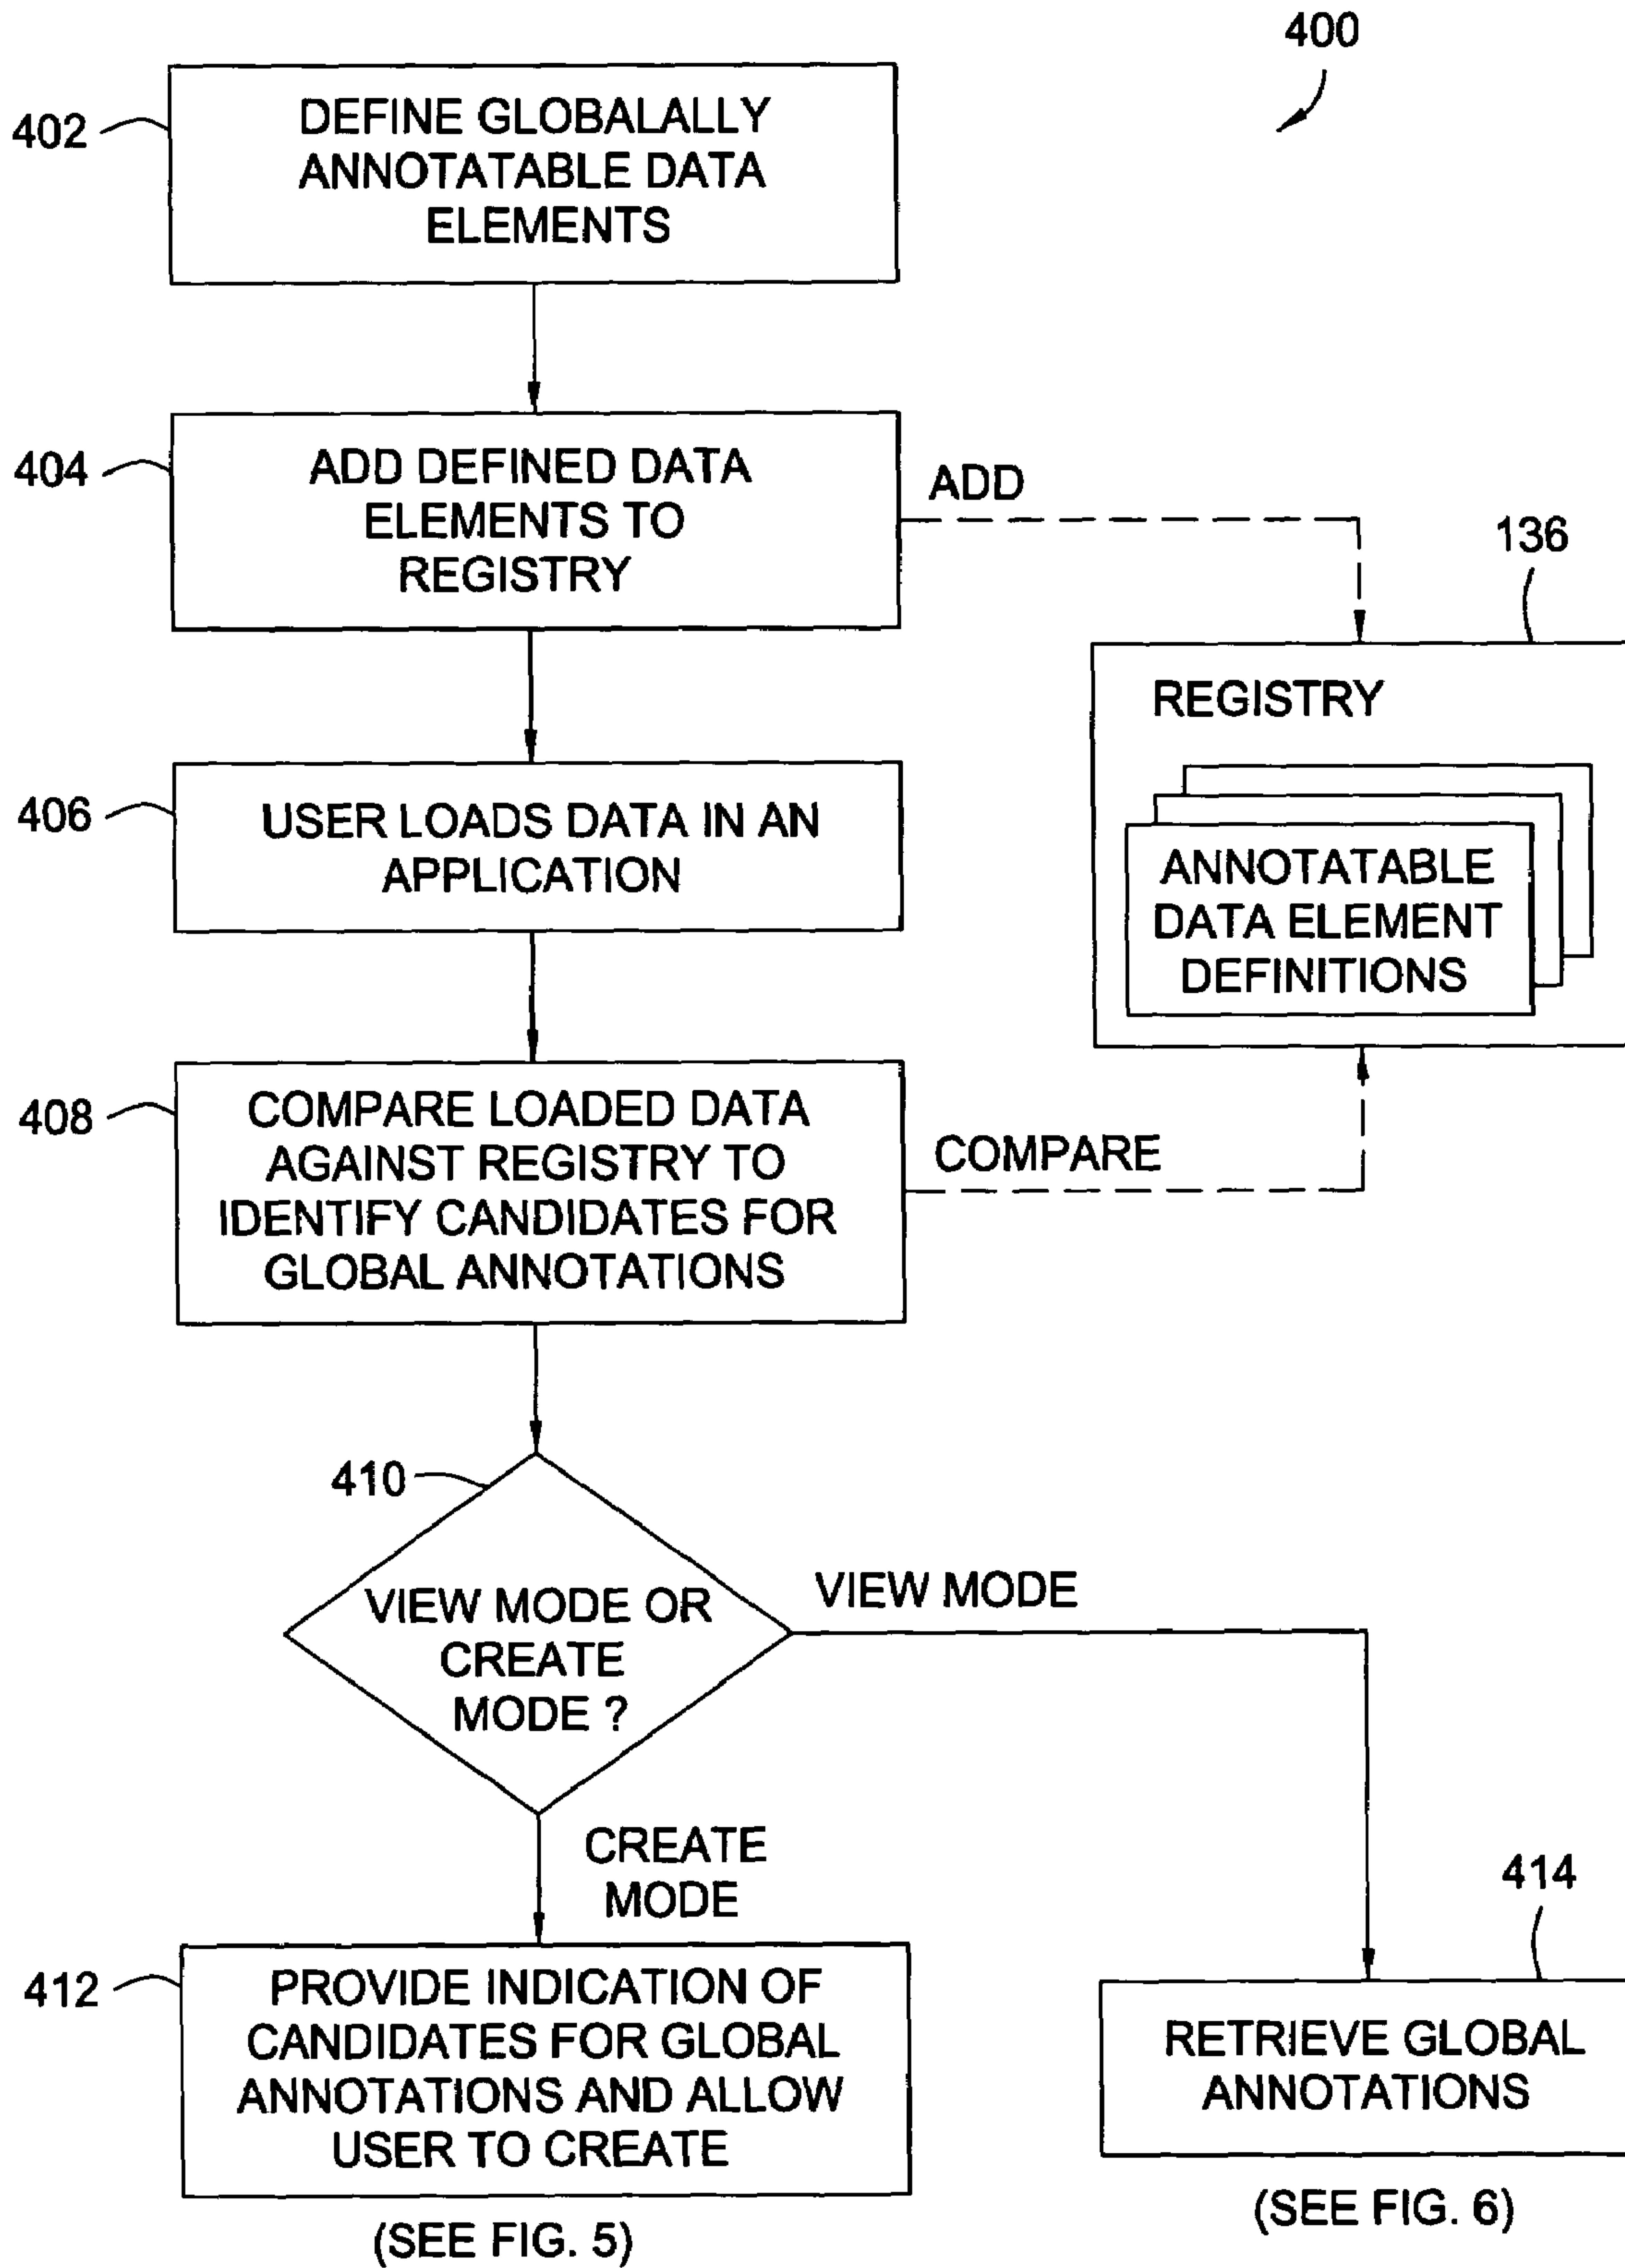 400
402
DEFINE GLOBALALLY
ANNOTATABLE DATA
ELEMENTS
404
ADD DEFINED DATA
ELEMENTS TO
REGISTRY
ADD
136
REGISTRY
ANNOTATABLE
DATA ELEMENT
DEFINITIONS
406
USER LOADS DATA IN AN
APPLICATION
408
COMPARE LOADED DATA
AGAINST REGISTRY TO
IDENTIFY CANDIDATES FOR
GLOBAL ANNOTATIONS
COMPARE
410
VIEW MODE OR
CREATE
MODE ?
VIEW MODE
CREATE
MODE
412
PROVIDE INDICATION OF
CANDIDATES FOR GLOBAL
ANNOTATIONS AND ALLOW
USER TO CREATE
(SEE FIG. 5)
414
RETRIEVE GLOBAL
ANNOTATIONS
(SEE FIG. 6)